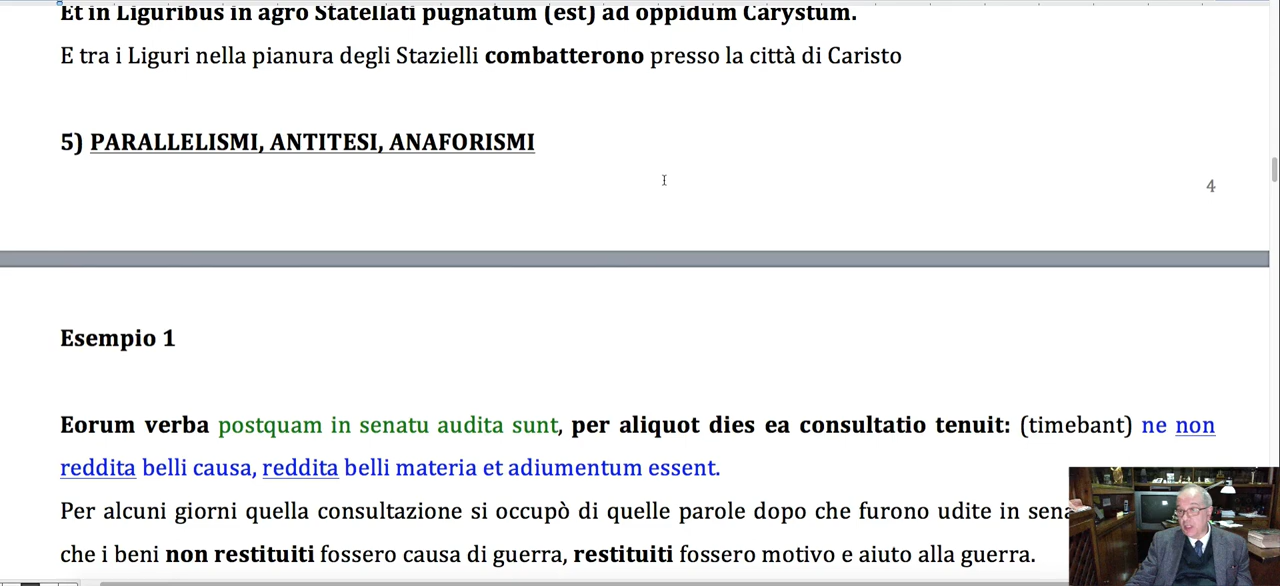 Et in Liguribus in agro Statellati pugnatum (est) ad oppidum Carystum.
E tra i Liguri nella pianura degli Stazielli combatterono presso la città di Caristo
5) PARALLELISMI, ANTITESI, ANAFORISMI
4
Esempio 1
Eorum verba postquam in senatu audita sunt, per aliquot dies ea consultatio tenuit: (timebant) ne non
reddita belli causa, reddita belli materia et adiumentum essent.
Per alcuni giorni quella consultazione si occupò di quelle parole dopo che furono udite in
che i beni non restituiti fossero causa di guerra, restituiti fossero motivo e aiuto alla guerra.